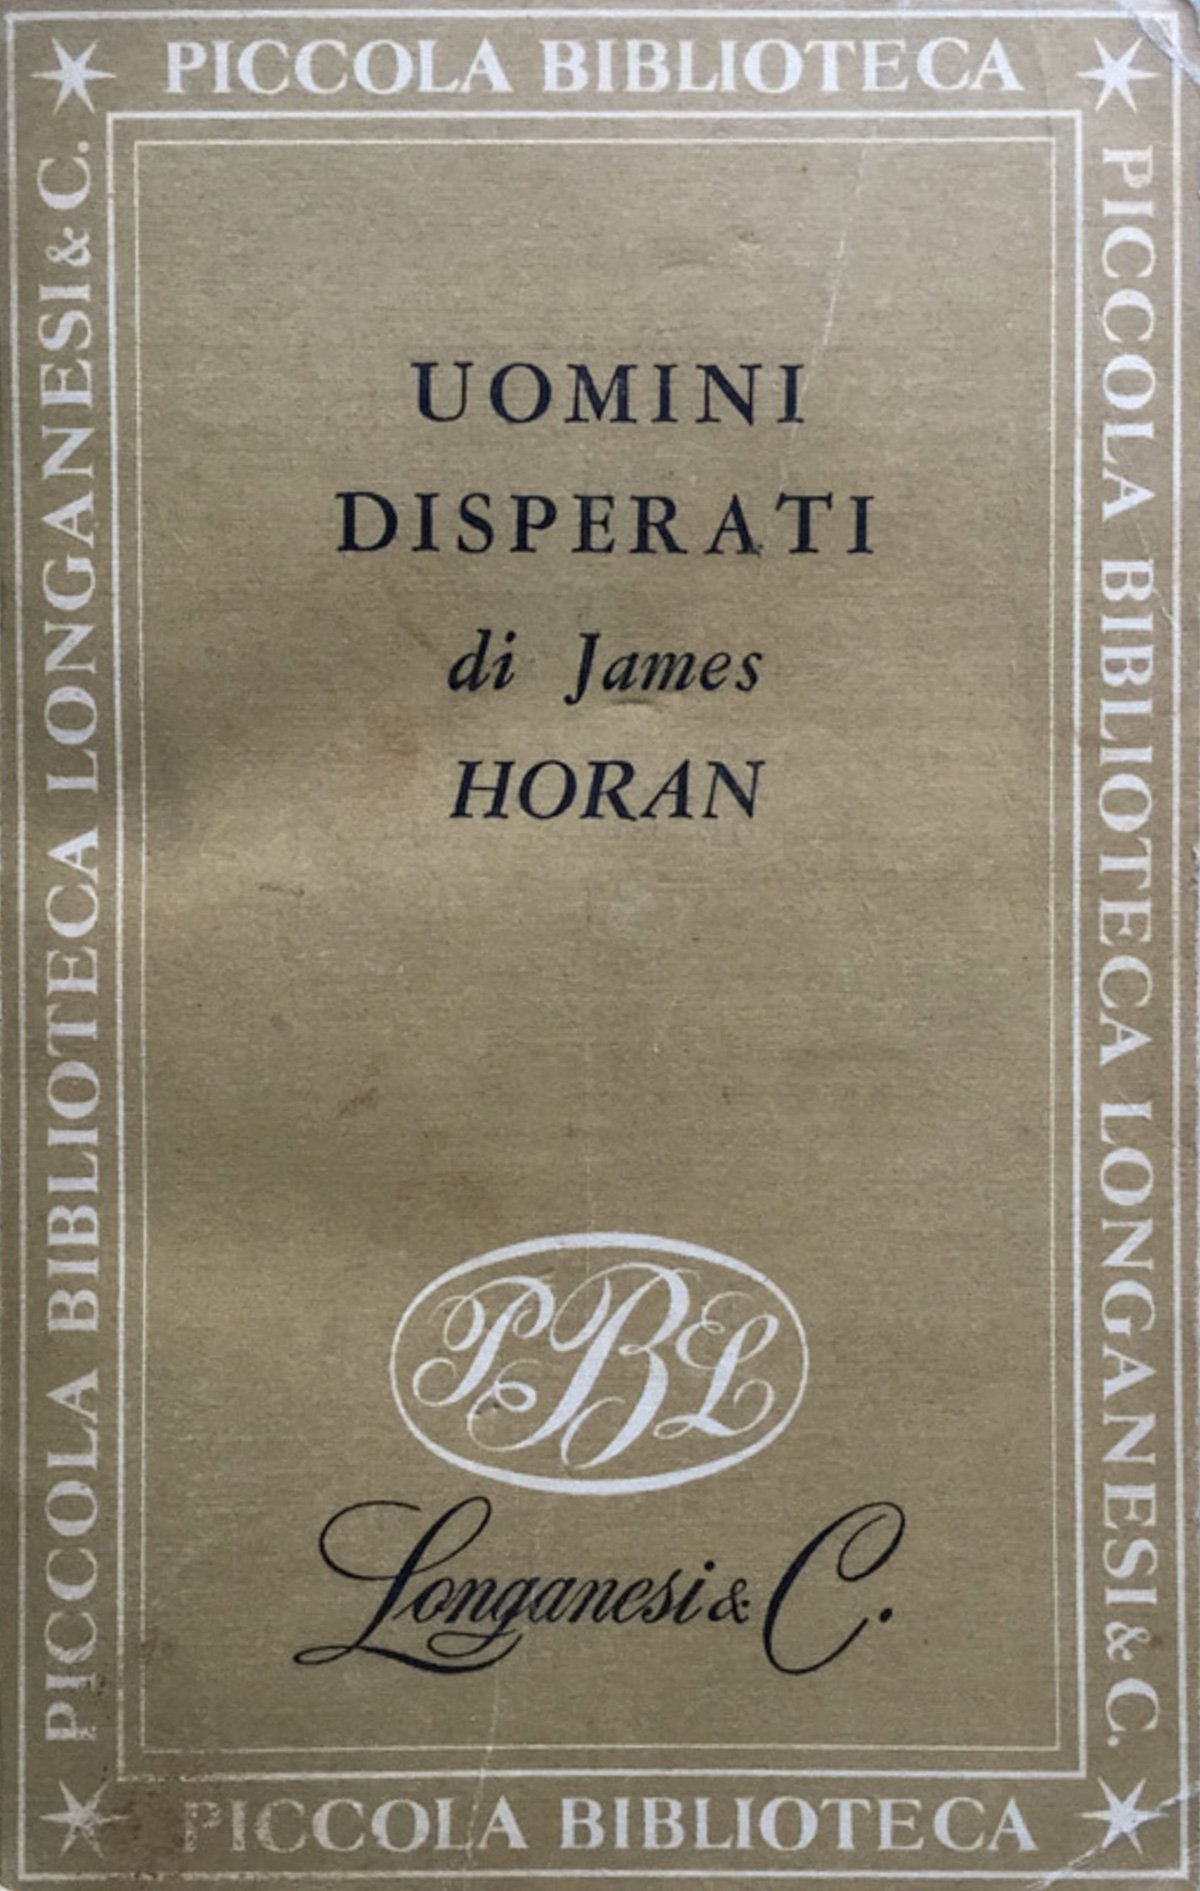 PICCOLA BIBLIOTECA
PICCOLA BIBLIOTECA LONGANESI & C.
PICCOLA BIBLIOTECA LONGANESI & C.
UOMINI
DISPERATI
di James
HORAN
PBL
Longanesi & C.
PICCOLA BIBLIOTECA